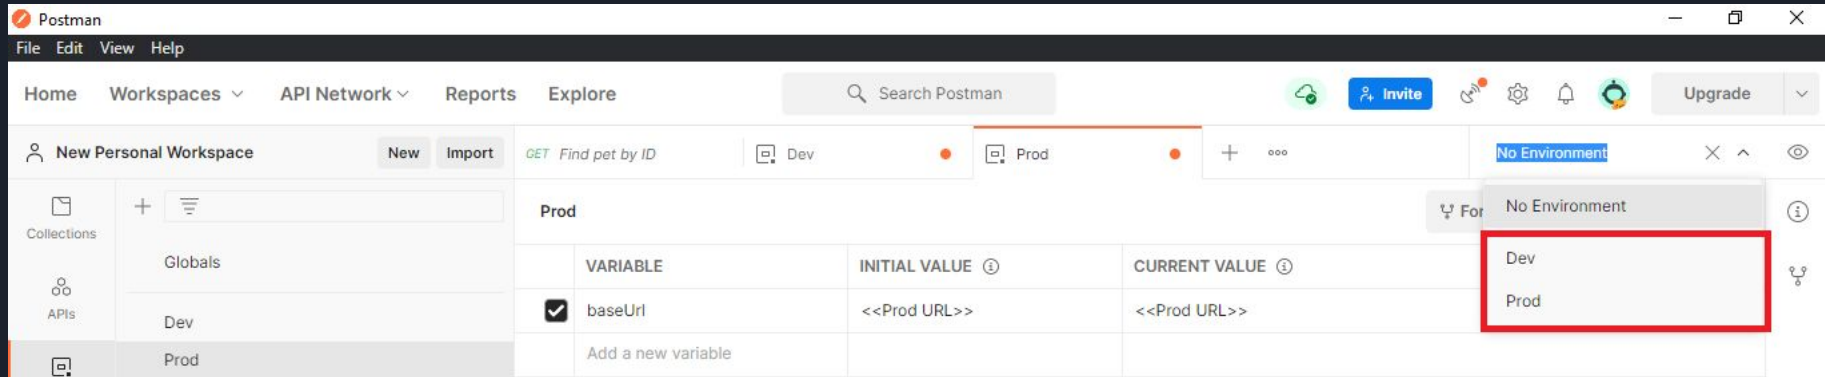 Postman
File Edit View Help
Home Workspaces API Network Reports Explore Search Postman Invite Upgrade
New Personal Workspace New Import GET Find pet by ID Dev Prod No Environment
Collections
APIs
Globals
Dev
Prod
Prod
For
VARIABLE INITIAL VALUE CURRENT VALUE
baseUrl <<Prod URL>> <<Prod URL>>
Add a new variable
No Environment
Dev
Prod